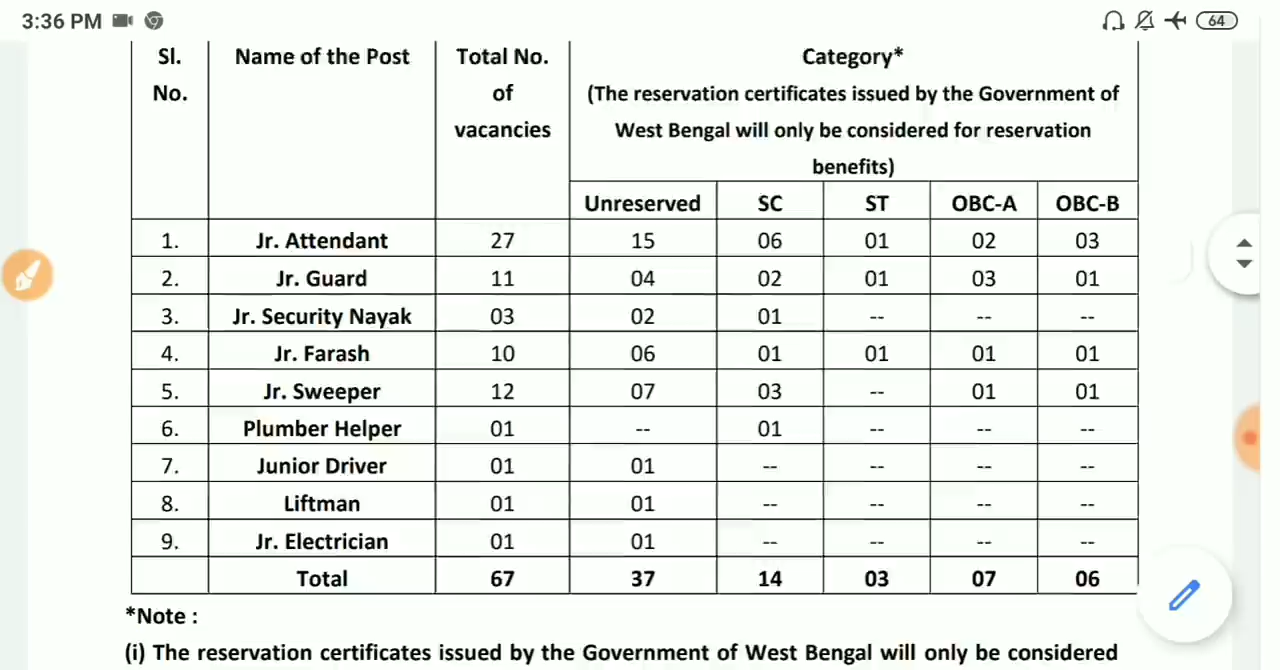 3:36 PM
64
Sl. No. Name of the Post Total No. of vacancies Category*
(The reservation certificates issued by the Government of
West Bengal will only be considered for reservation
benefits)
Unreserved SC ST OBC-A OBC-B
1. Jr. Attendant 27 15 06 01 02 03
2. Jr. Guard 11 04 02 01 03 01
3. Jr. Security Nayak 03 02 01 -- -- --
4. Jr. Farash 10 06 01 01 01 01
5. Jr. Sweeper 12 07 03 -- 01 01
6. Plumber Helper 01 -- 01 -- -- --
7. Junior Driver 01 01 -- -- -- --
8. Liftman 01 01 -- -- -- --
9. Jr. Electrician 01 01 -- -- -- --
Total 67 37 14 03 07 06
*Note :
(i) The reservation certificates issued by the Government of West Bengal will only be considered